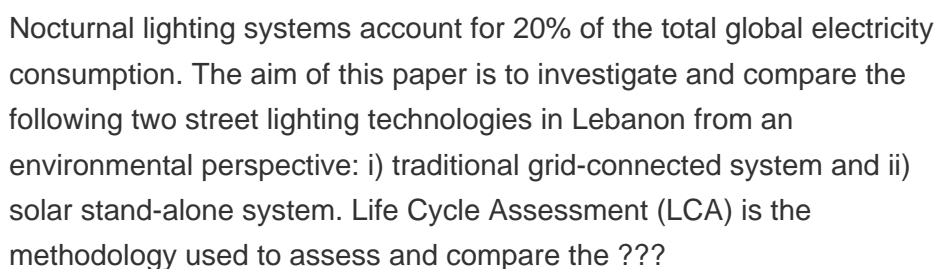 Nocturnal lighting systems account for 20% of the total global electricity
consumption. The aim of this paper is to investigate and compare the
following two street lighting technologies in Lebanon from an
environmental perspective: i) traditional grid-connected system and ii)
solar stand-alone system. Life Cycle Assessment (LCA) is the
methodology used to assess and compare the ???